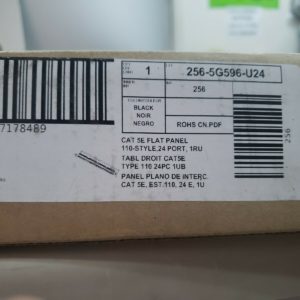 1
256-5G596-U24
256
BLACK
NOIR
NEGRO
ROHS CN.PDF
7178489
CAT 5E FLAT PANEL
110-STYLE,24 PORT, 1RU
TABL DROIT CAT5E
TYPE 110 24PC 1UB
PANEL PLANO DE INTERC.
CAT 5E, EST.110, 24 E, 1U
256